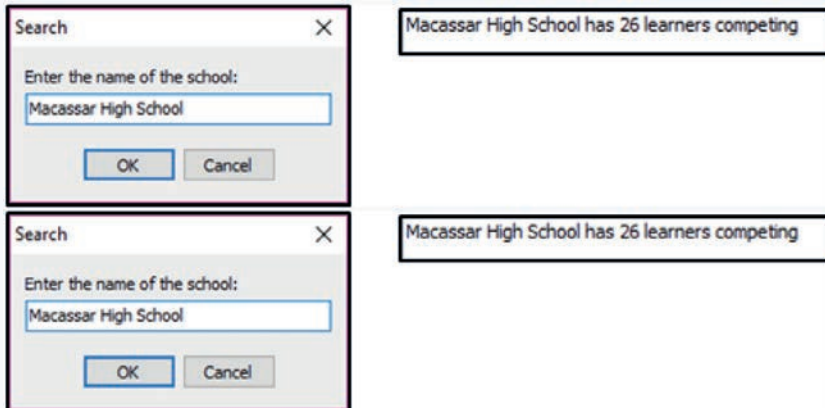 Search
Macassar High School has 26 learners competing
Enter the name of the school:
Macassar High School
OK Cancel
Search
Macassar High School has 26 learners competing
Enter the name of the school:
Macassar High School
OK Cancel